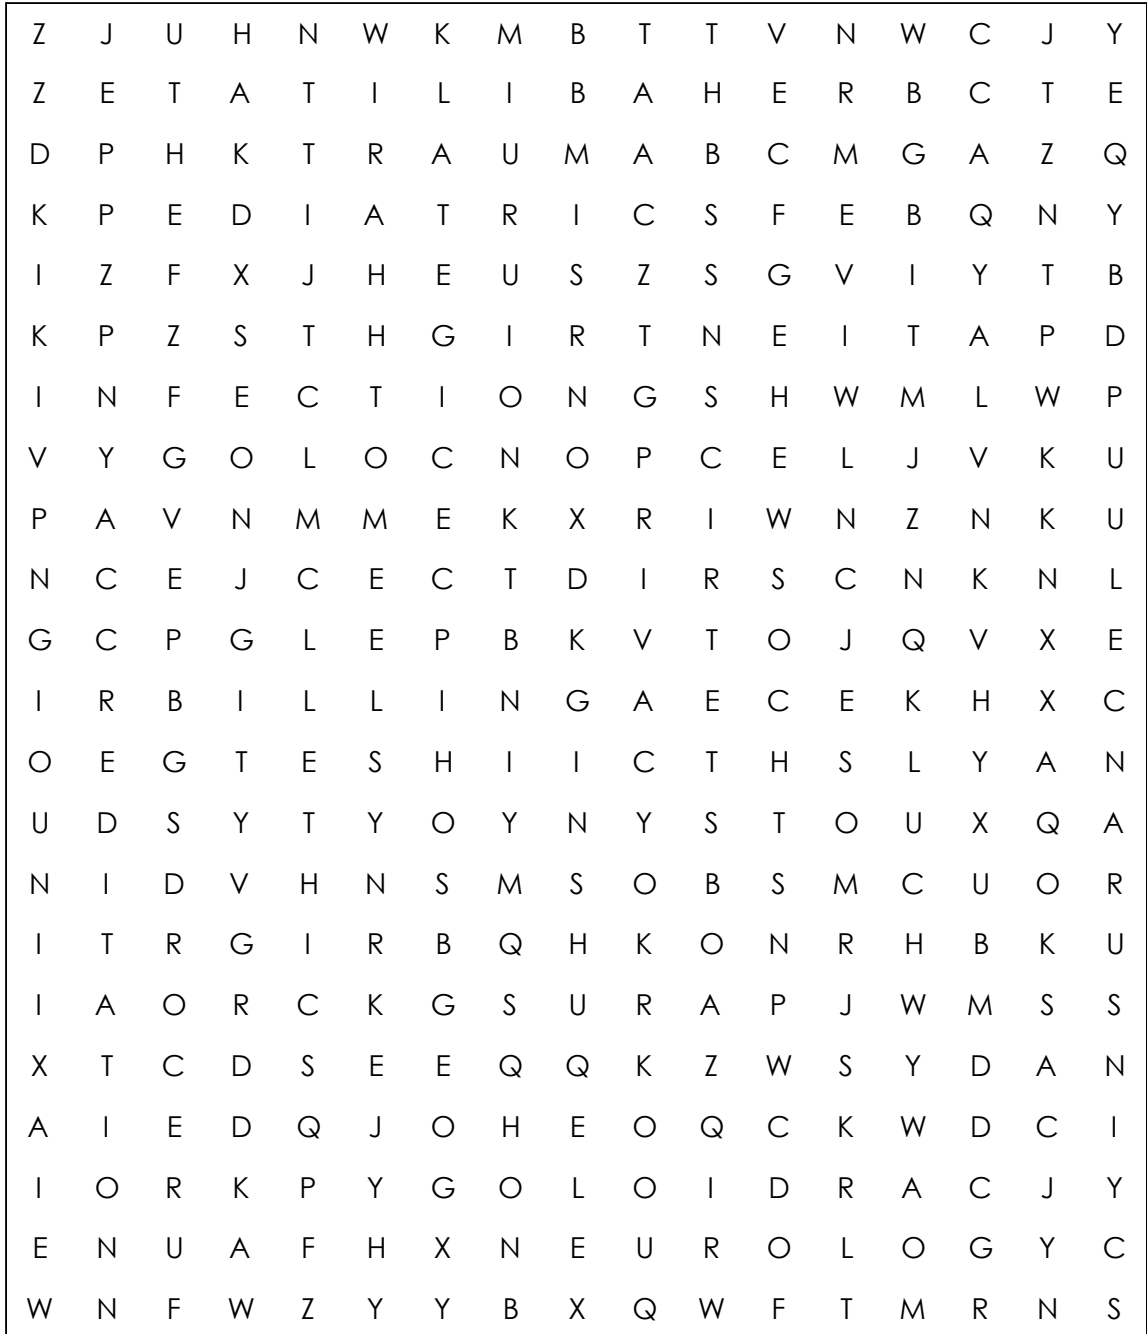 Z J U H N W K M B T T V N W C J Y
Z E T A T I L I B A H E R B C T E
D P H K T R A U M A B C M G A Z Q
K P E D I A T R I C S F E B Q N Y
I Z F X J H E U S Z S G V I Y T B
K P Z S T H G I R T N E I T A P D
I N F E C T I O N G S H W M L W P
V Y G O L O C N O P C E L J V K U
P A V N M M E K X R I W N Z N K U
N C E J C E C T D I R S C N K N L
G C P G L E P B K V T O J Q V X E
I R B I L L I N G A E C E K H X C
O E G T E S H I I C T H S L Y A N
U D S Y T Y O Y N Y S T O U X Q A
N I D V H N S M S O B S M C U O R
I T R G I R B Q H K O N R H B K U
I A O R C K G S U R A P J W M S S
X T C D S E E Q Q K Z W S Y D A N
A I E D Q J O H E O Q C K W D C I
I O R K P Y G O L O I D R A C J Y
E N U A F H X N E U R O L O G Y C
W N F W Z Y Y B X Q W F T M R N S